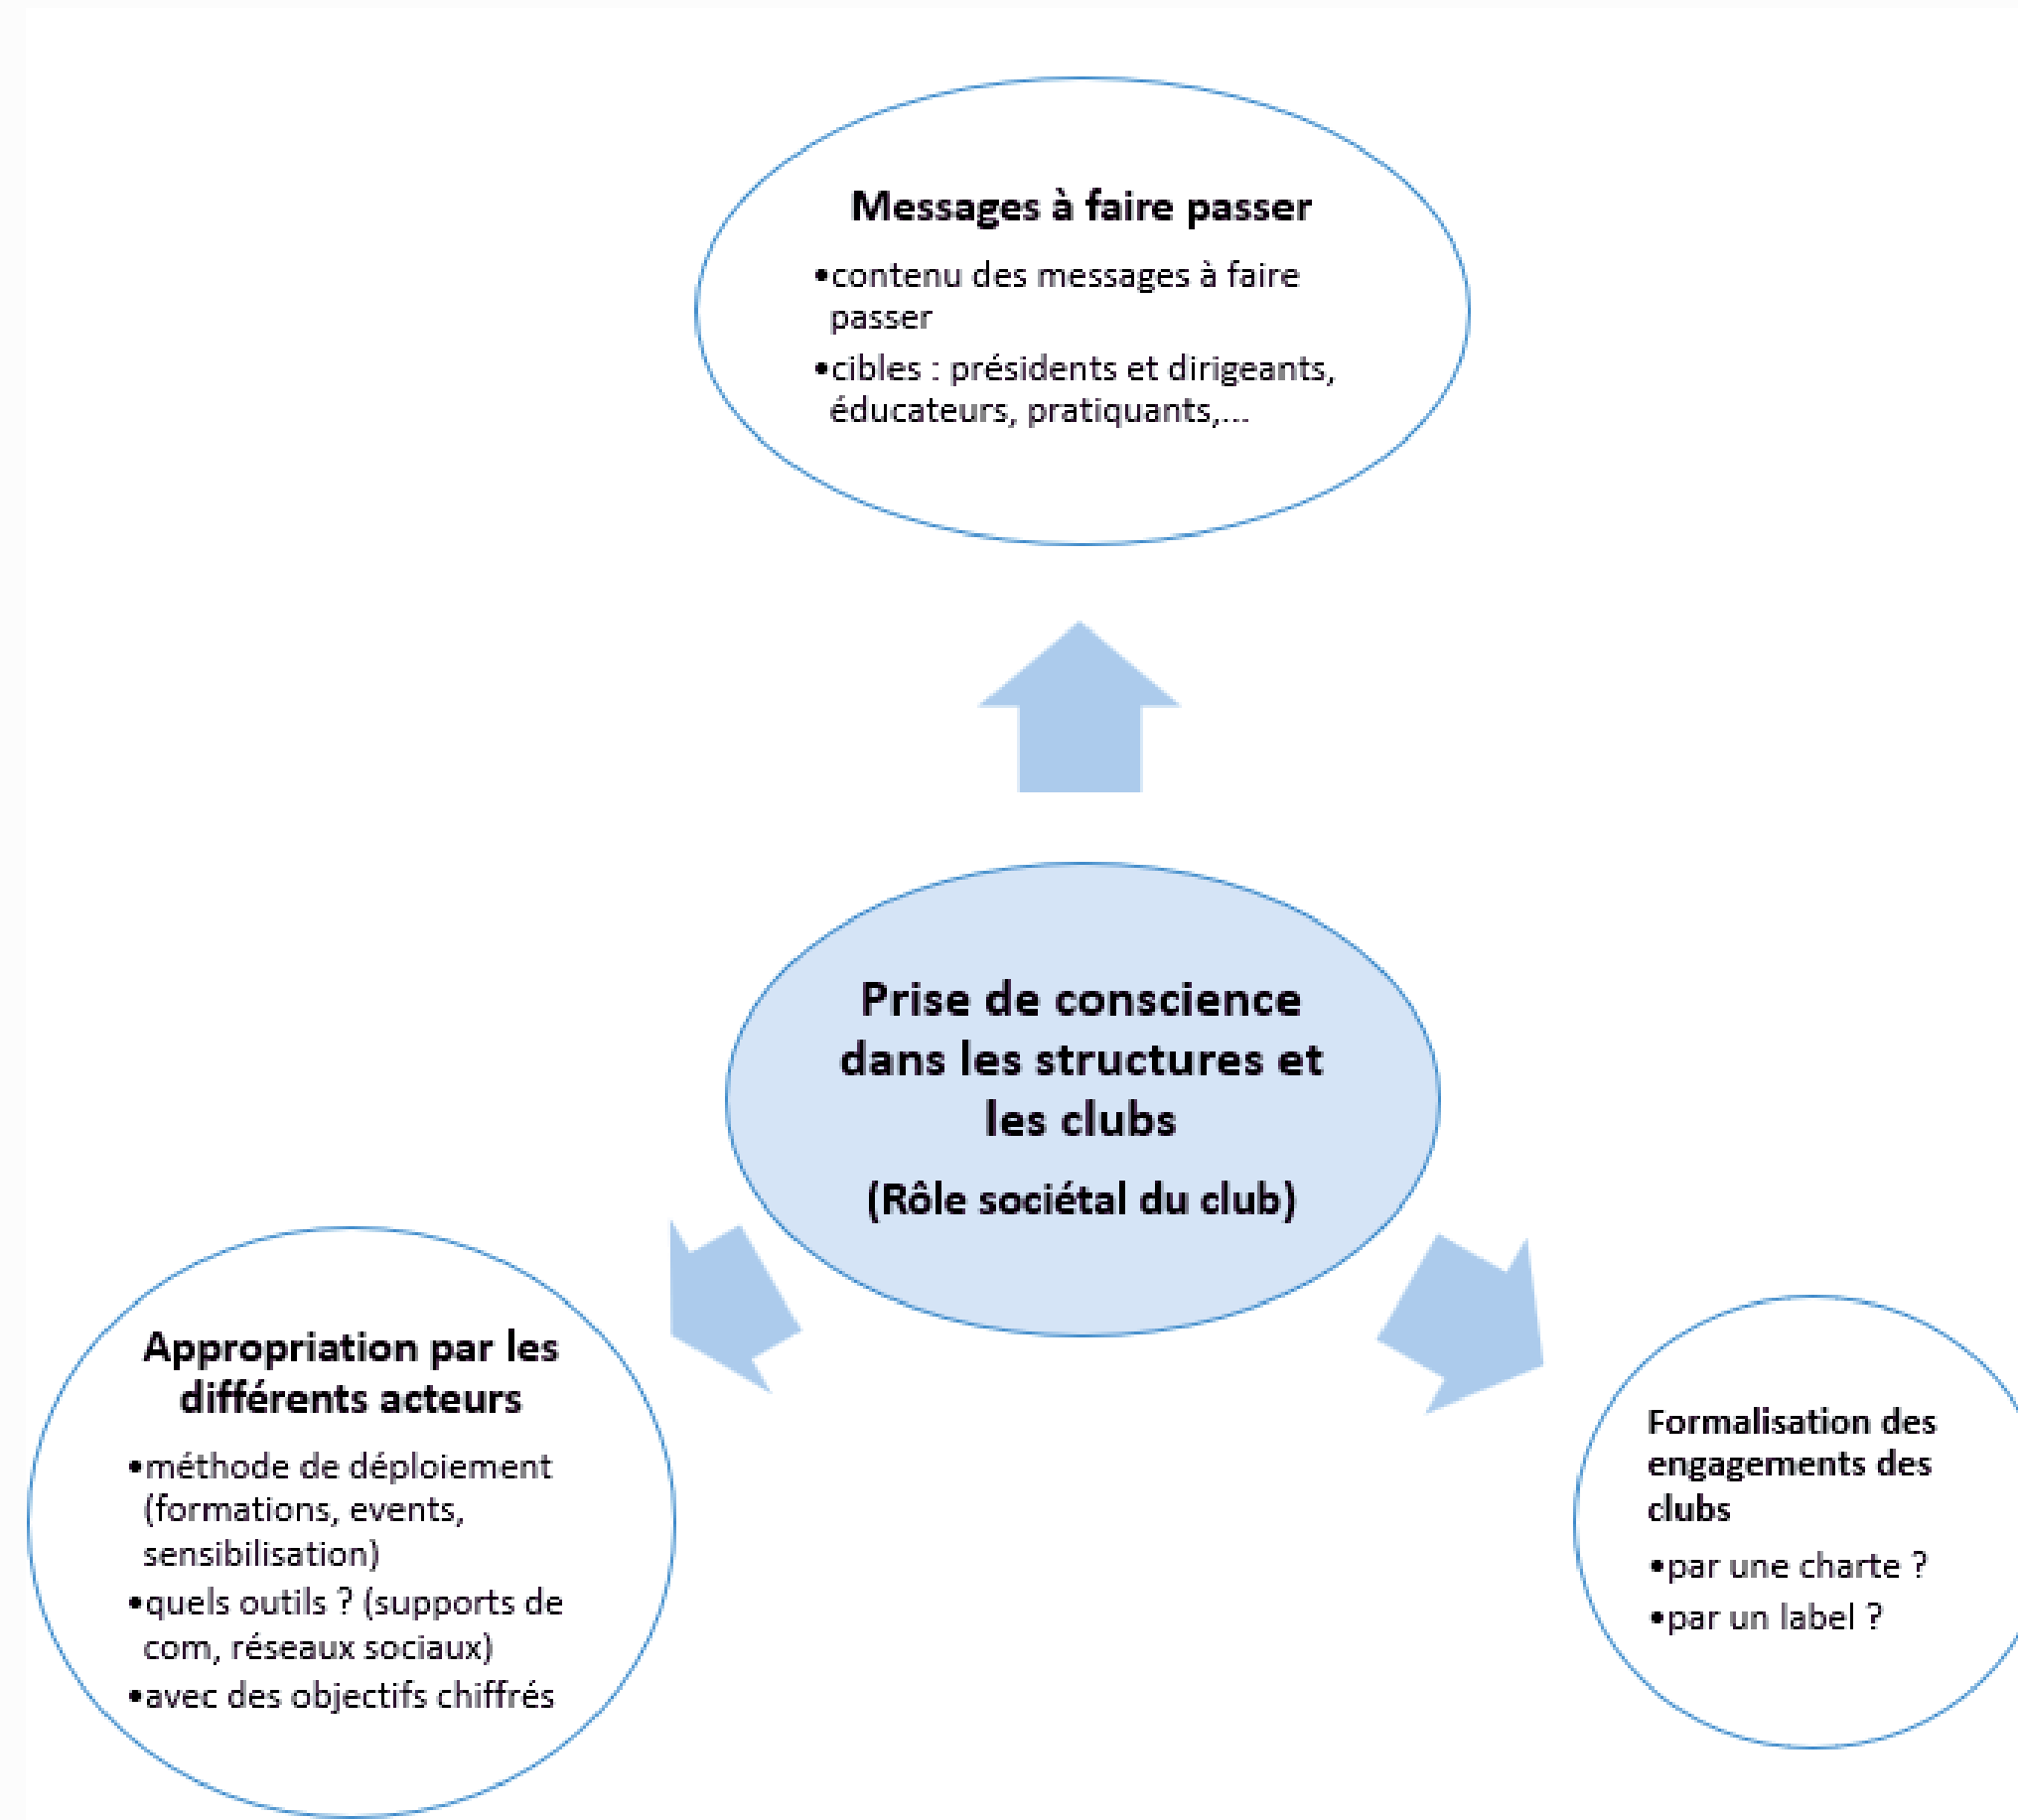 Messages à faire passer
•contenu des messages à faire
passer
•cibles : présidents et dirigeants,
éducateurs, pratiquants,...
Prise de conscience
dans les structures et
les clubs
(Rôle sociétal du club)
Appropriation par les
différents acteurs
•méthode de déploiement
(formations, events,
sensibilisation)
•quels outils ? (supports de
com, réseaux sociaux)
•avec des objectifs chiffrés
Formalisation des
engagements des
clubs
•par une charte ?
•par un label ?